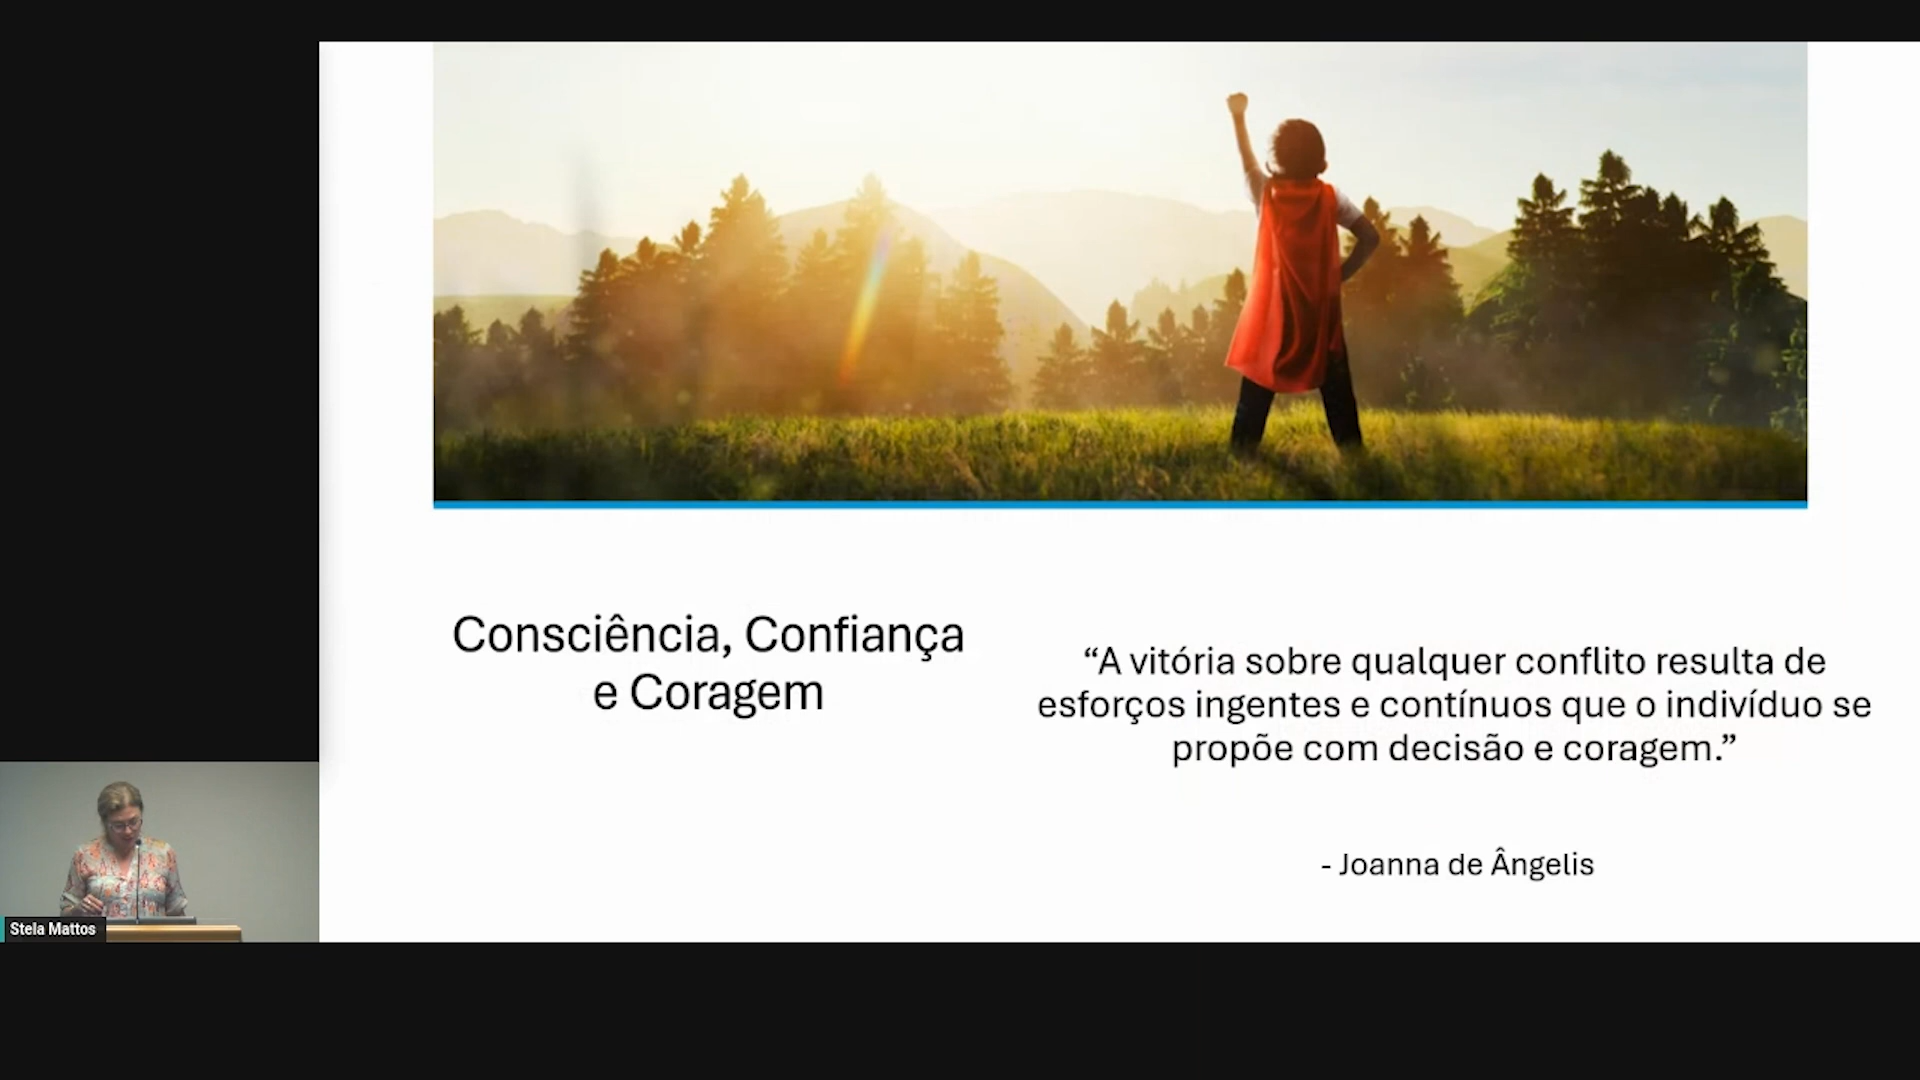 Consciência, Confiança
e Coragem
“A vitória sobre qualquer conflito resulta de
esforços ingentes e contínuos que o indivíduo se
propõe com decisão e coragem.”
- Joanna de Ângelis
Stela Mattos